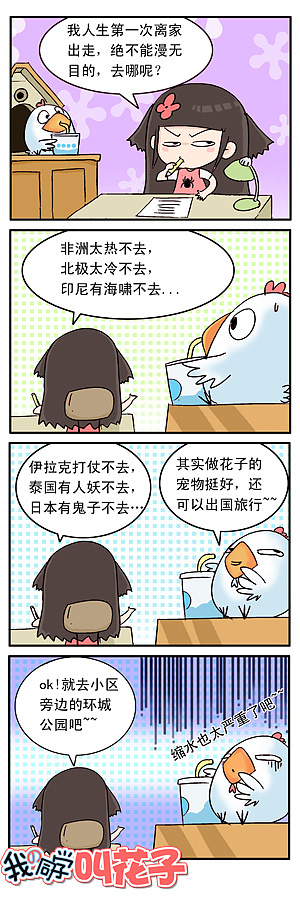 我人生第一次离家
出走，绝不能漫无
目的，去哪呢？
非洲太热不去，
北极太冷不去，
印尼有海啸不去...
伊拉克打仗不去，
泰国有人妖不去，
日本有鬼子不去…
其实做花子的
宠物挺好，还
可以出国旅行~~
ok!就去小区
旁边的环城
公园吧~~
缩水也太严重了吧~~
我の同学叫花子